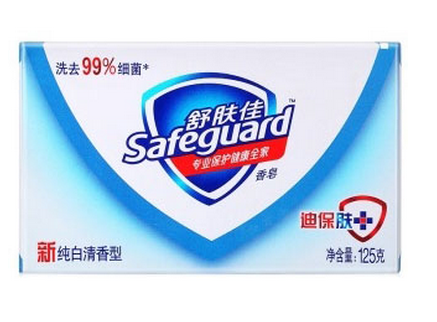 洗去99%细菌*
舒肤佳
Safeguard™
专业保护健康全家
香皂
迪保肤+
新纯白清香型
净含量:125克